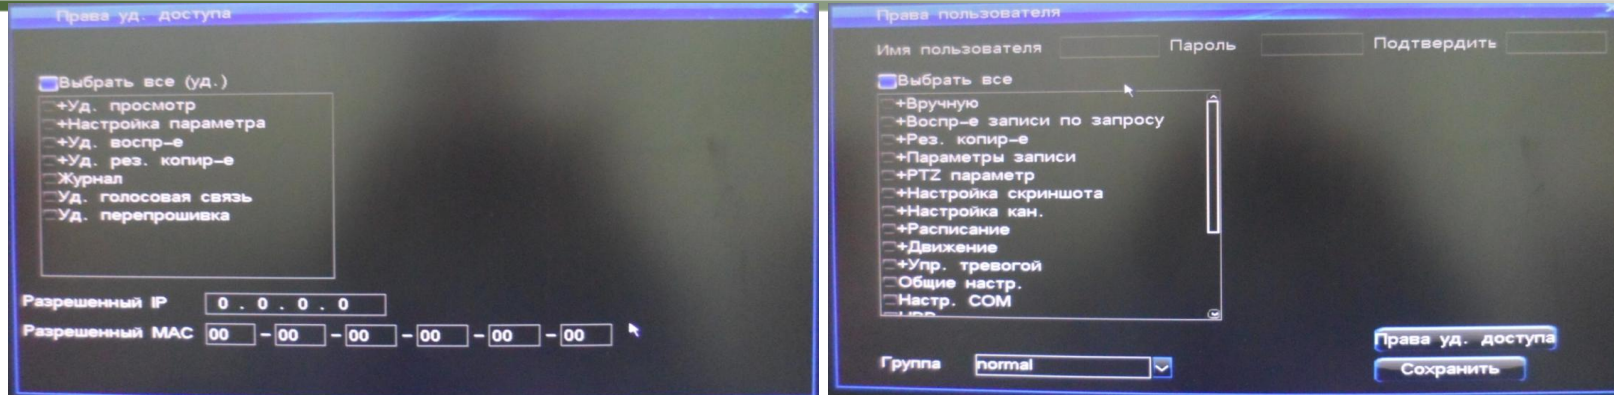 Права уд. доступа
Выбрать все (уд.)
+Уд. просмотр
+Настройка параметра
+Уд. воспр-е
+Уд. рез. копир-е
Журнал
Уд. голосовая связь
Уд. перепрошивка
Разрешенный IP 0 . 0 . 0 . 0
Разрешенный MAC 00 - 00 - 00 - 00 - 00 - 00
Права пользователя
Имя пользователя Пароль Подтвердить
Выбрать все
+Вручную
+Воспр-е записи по запросу
+Рез. копир-е
+Параметры записи
+PTZ параметр
+Настройка скриншота
+Настройка кан.
+Расписание
+Движение
+Упр. тревогой
Общие настр.
Настр. COM
Права уд. доступа
Группа normal
Сохранить